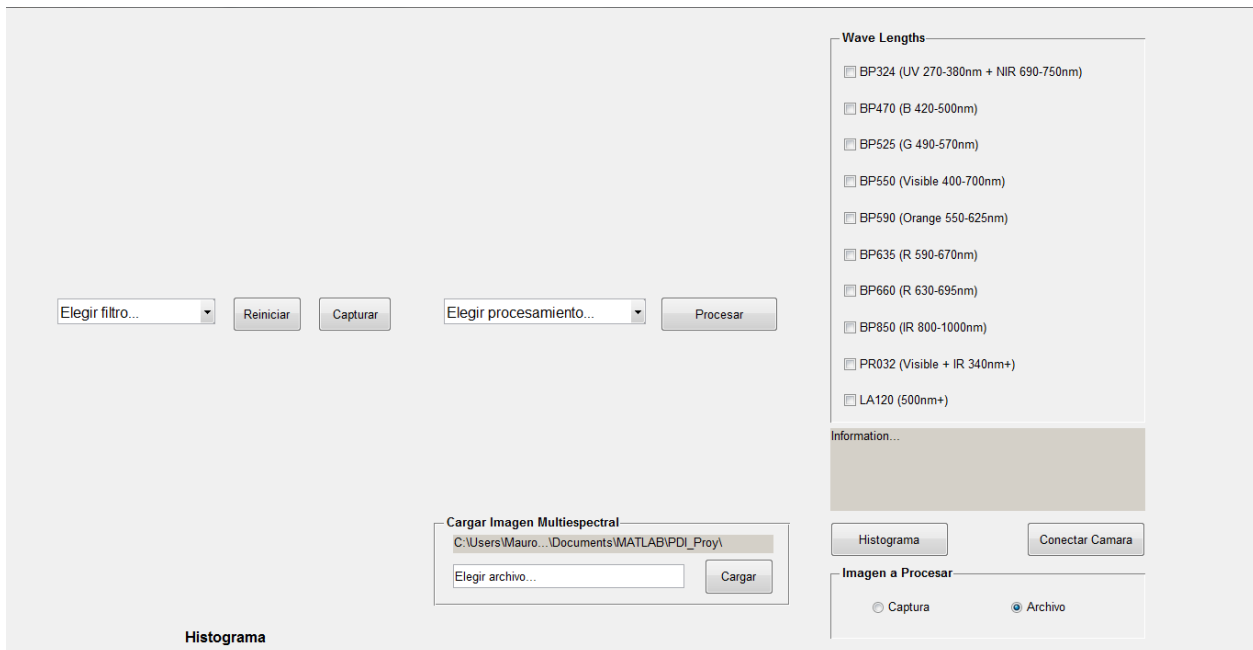 Wave Lengths
BP324 (UV 270-380nm + NIR 690-750nm)
BP470 (B 420-500nm)
BP525 (G 490-570nm)
BP550 (Visible 400-700nm)
BP590 (Orange 550-625nm)
BP635 (R 590-670nm)
BP660 (R 630-695nm)
BP850 (IR 800-1000nm)
PR032 (Visible + IR 340nm+)
LA120 (500nm+)
Elegir filtro...
Reiniciar
Capturar
Elegir procesamiento...
Procesar
Information...
Cargar Imagen Multiespectral
C:\Users\Mauro...\Documents\MATLAB\PDI_Proy\
Elegir archivo...
Cargar
Histograma
Conectar Camara
Imagen a Procesar
Captura
Archivo
Histograma